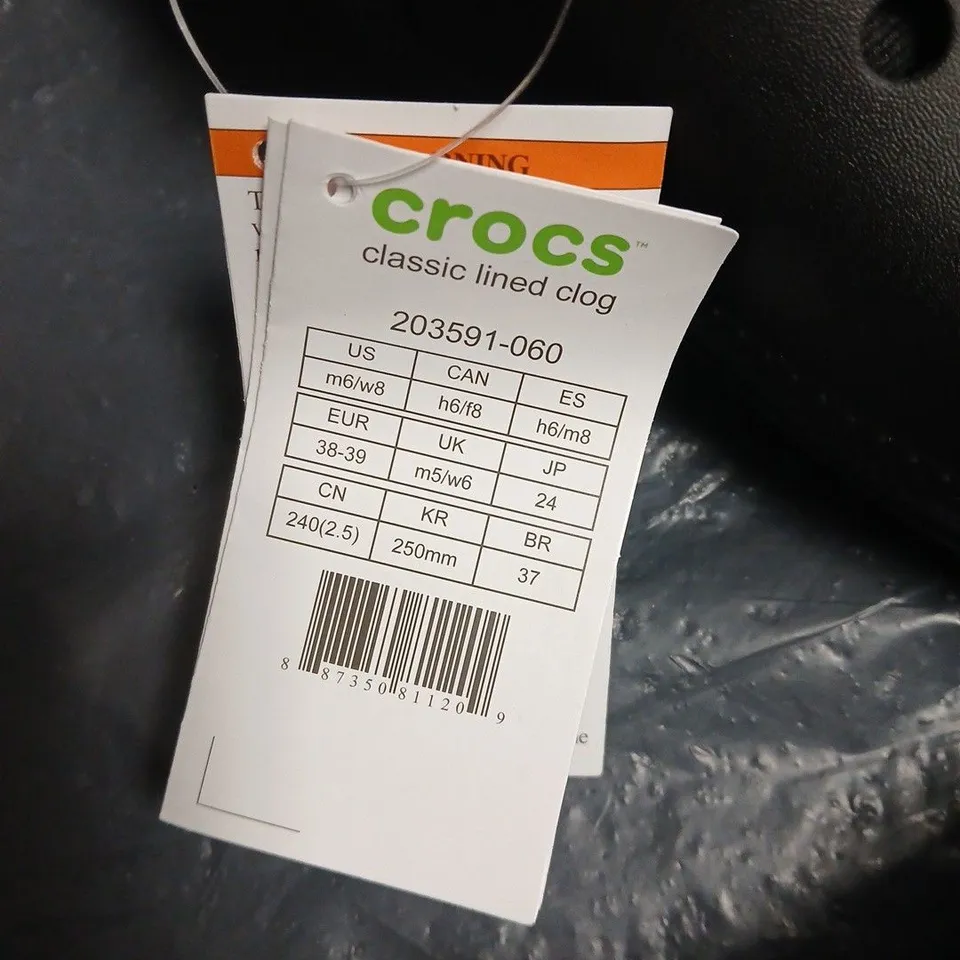 crocs™
classic lined clog
203591-060
US CAN ES
m6/w8 h6/f8 h6/m8
EUR UK JP
38-39 m5/w6 24
CN KR BR
240(2.5) 250mm 37
8 87350 81120 9